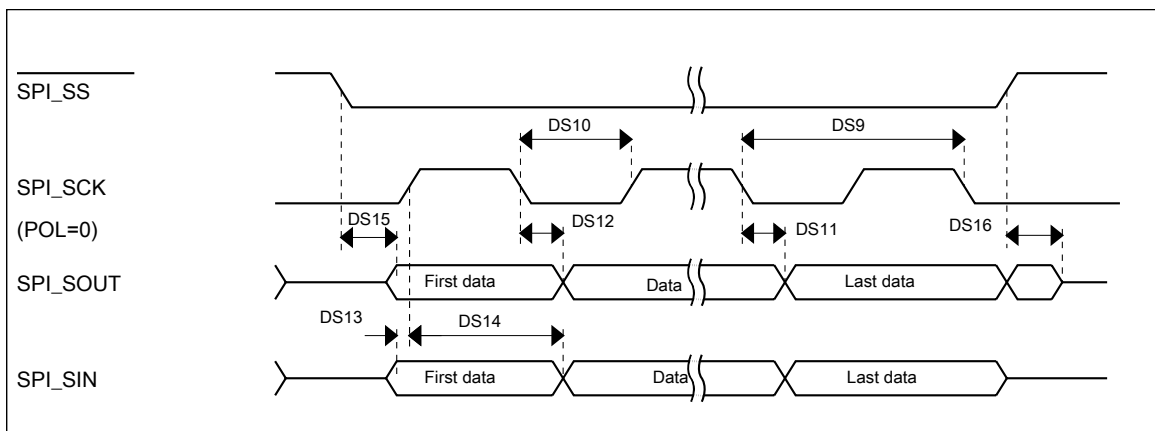 SPI_SS
DS10
DS9
SPI_SCK
(POL=0)
DS15
DS12
DS11
DS16
SPI_SOUT
First data
Data
Last data
DS13
DS14
SPI_SIN
First data
Data
Last data